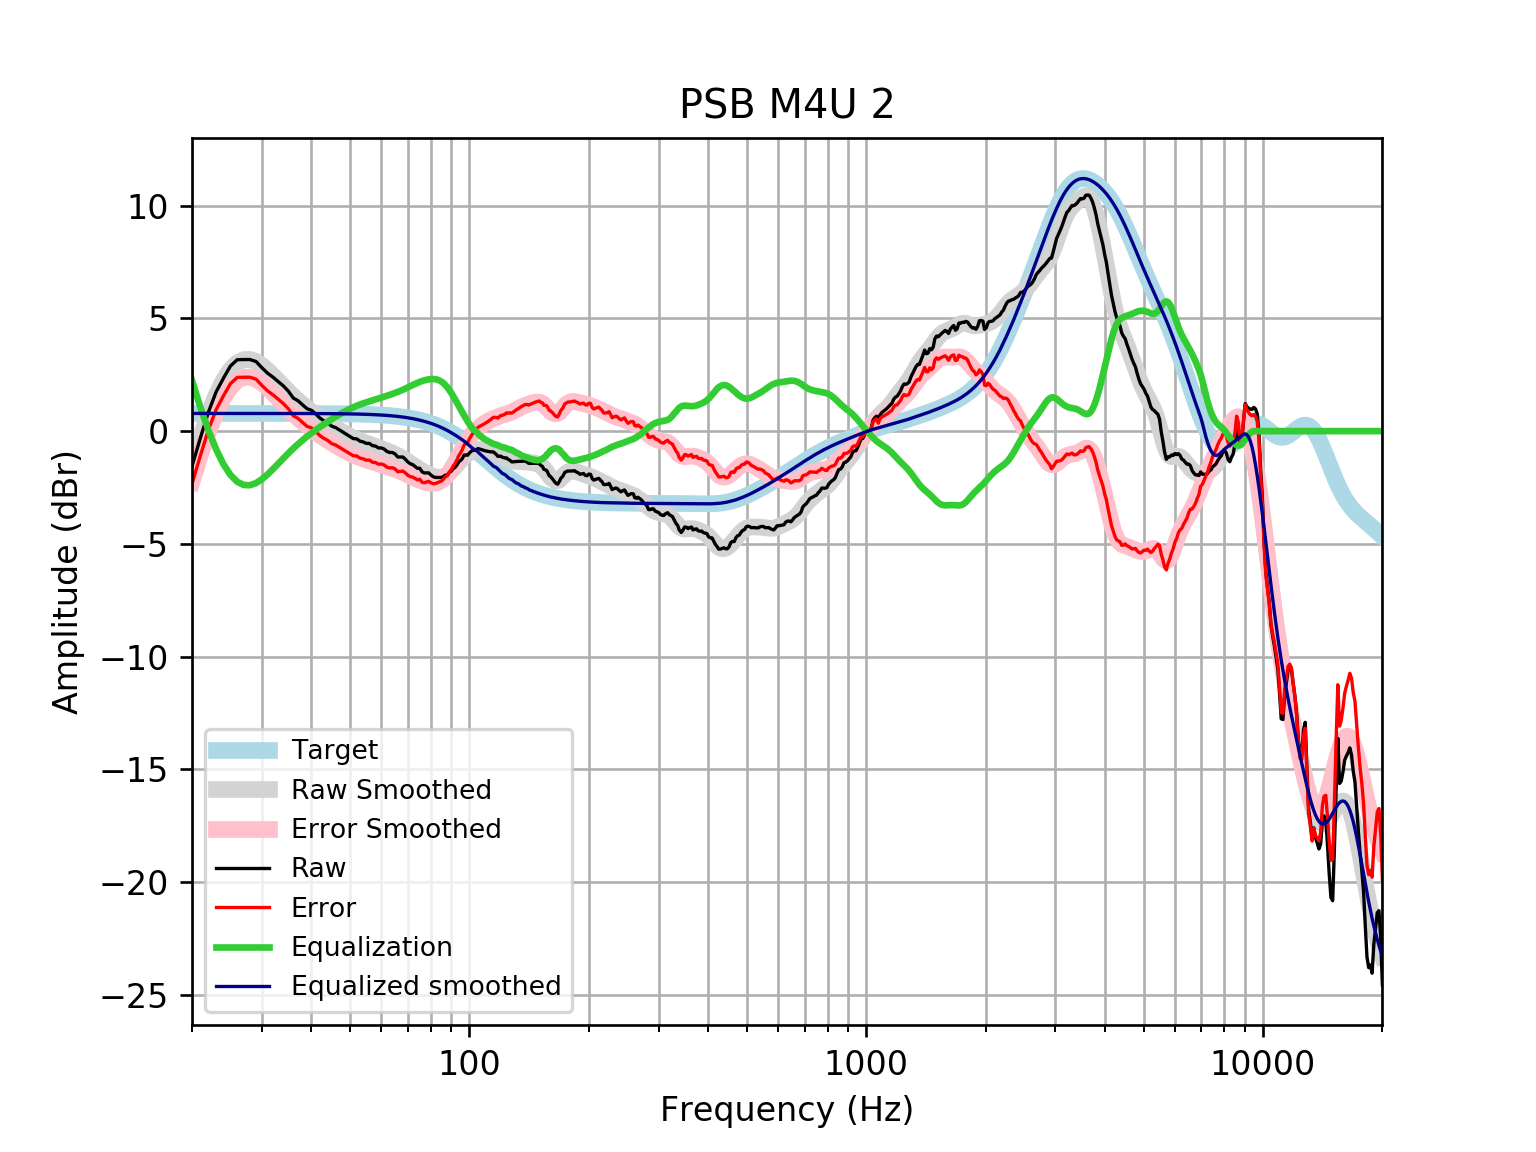 PSB M4U 2
10
5
0
−5
−10
−15
−20
−25
Amplitude (dBr)
Target
Raw Smoothed
Error Smoothed
Raw
Error
Equalization
Equalized smoothed
100
1000
10000
Frequency (Hz)